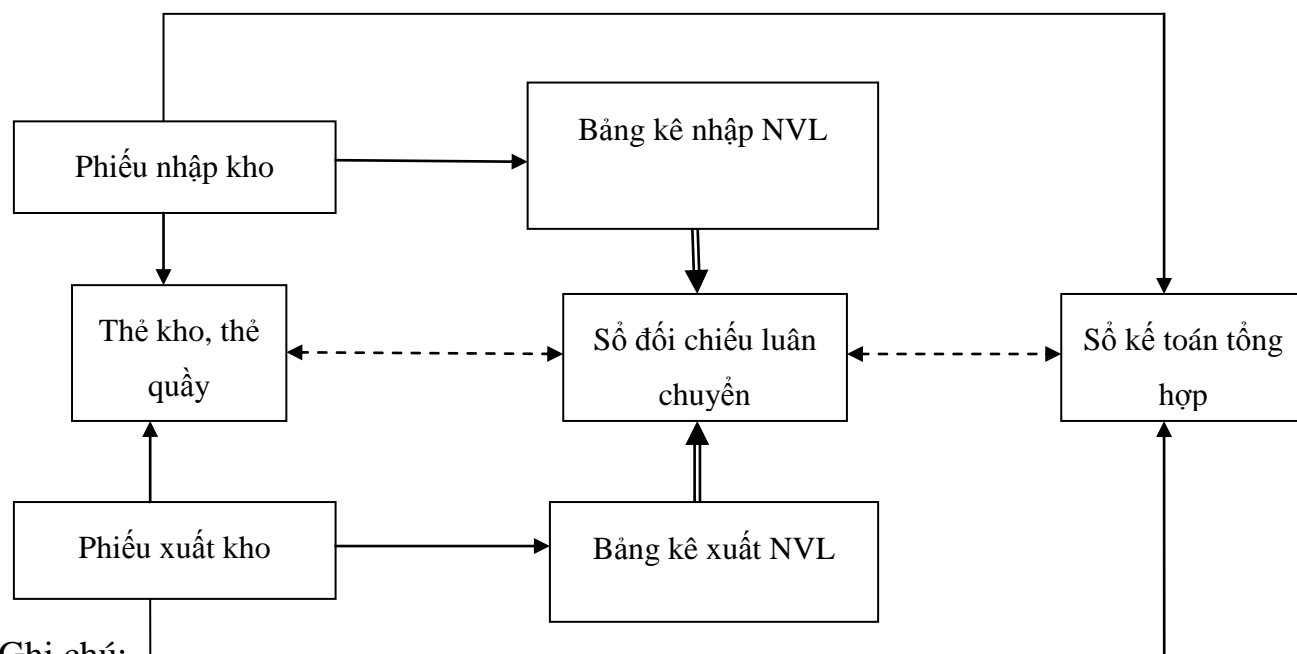 Bảng kê nhập NVL
Phiếu nhập kho
Thẻ kho, thẻ
quầy
Sổ đối chiếu luân
chuyển
Sổ kế toán tổng
hợp
Phiếu xuất kho
Bảng kê xuất NVL
Ghi chú: